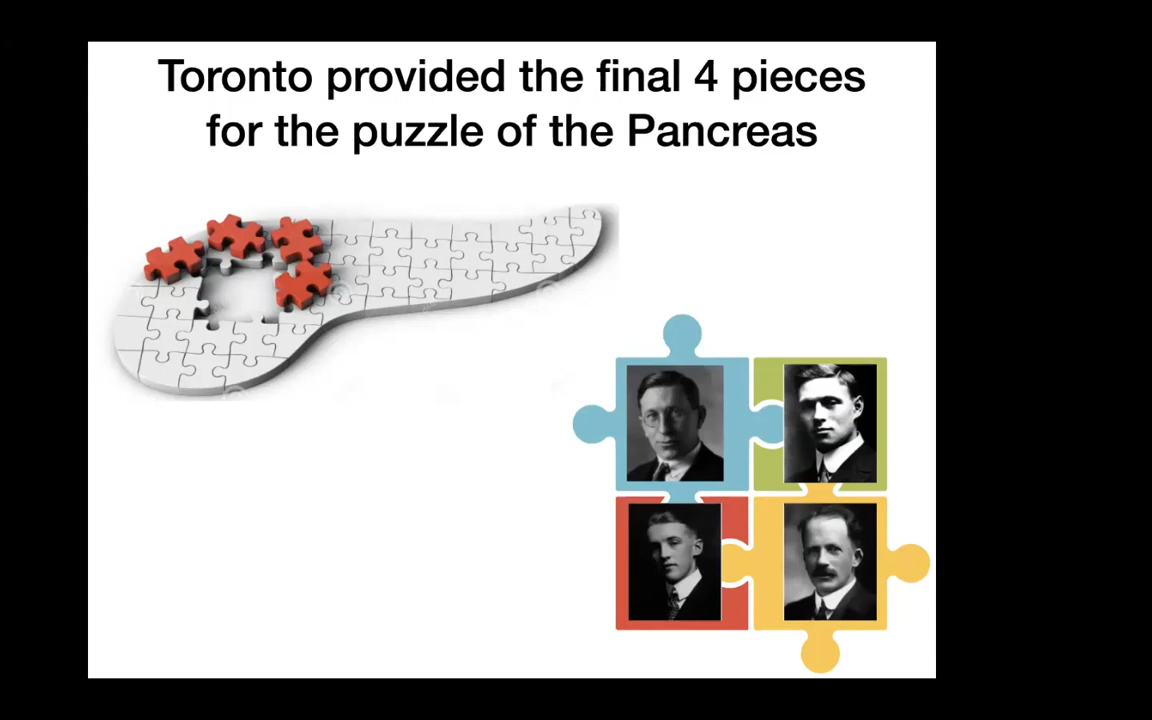 Toronto provided the final 4 pieces
for the puzzle of the Pancreas